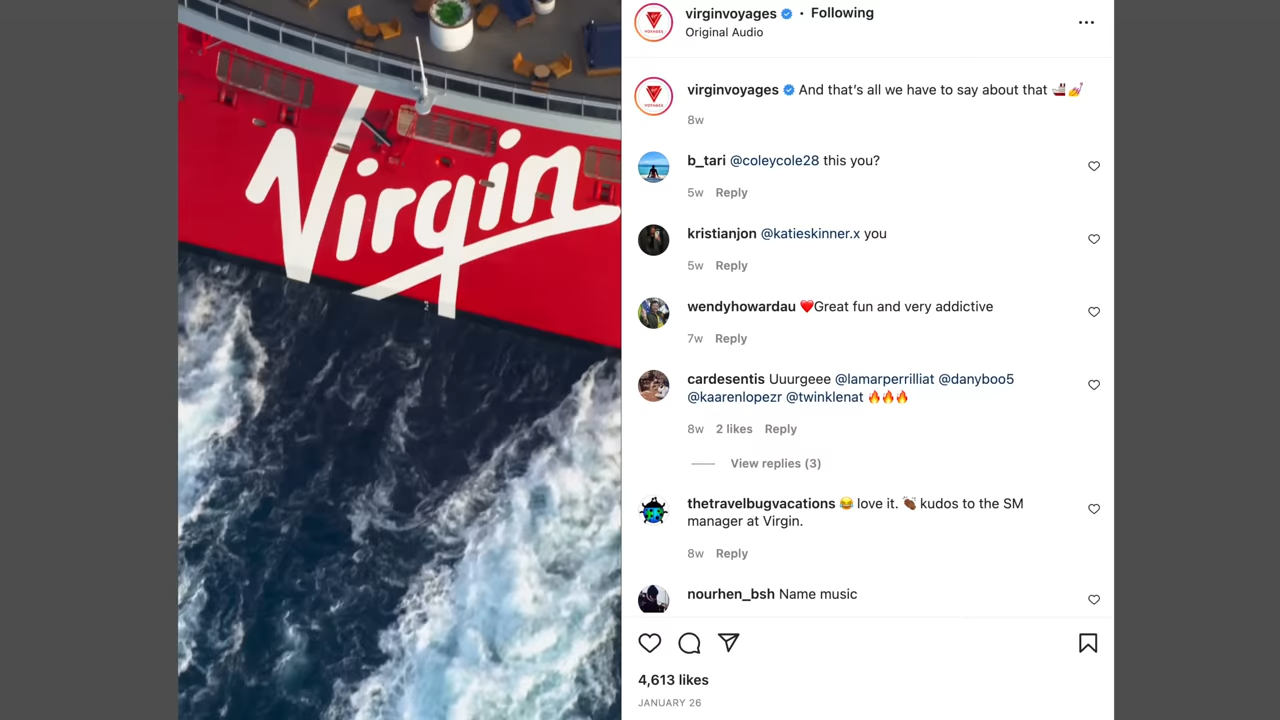 Virgin
virginvoyages • Following
Original Audio
VOYAGES
virginvoyages And that's all we have to say about that 🚢💅
VOYAGES
8w
b_tari @coleycole28 this you?
5w Reply
kristianjon @katieskinner.x you
5w Reply
wendyhowardau ❤️Great fun and very addictive
7w Reply
cardesentis Uuurgeee @lamarperrilliat @danyboo5
@kaarenlopezr @twinklenat 🔥🔥🔥
8w 2 likes Reply
View replies (3)
thetravelbugvacations 😂 love it. 👏🏾 kudos to the SM
manager at Virgin.
8w Reply
nourhen_bsh Name music
4,613 likes
JANUARY 26